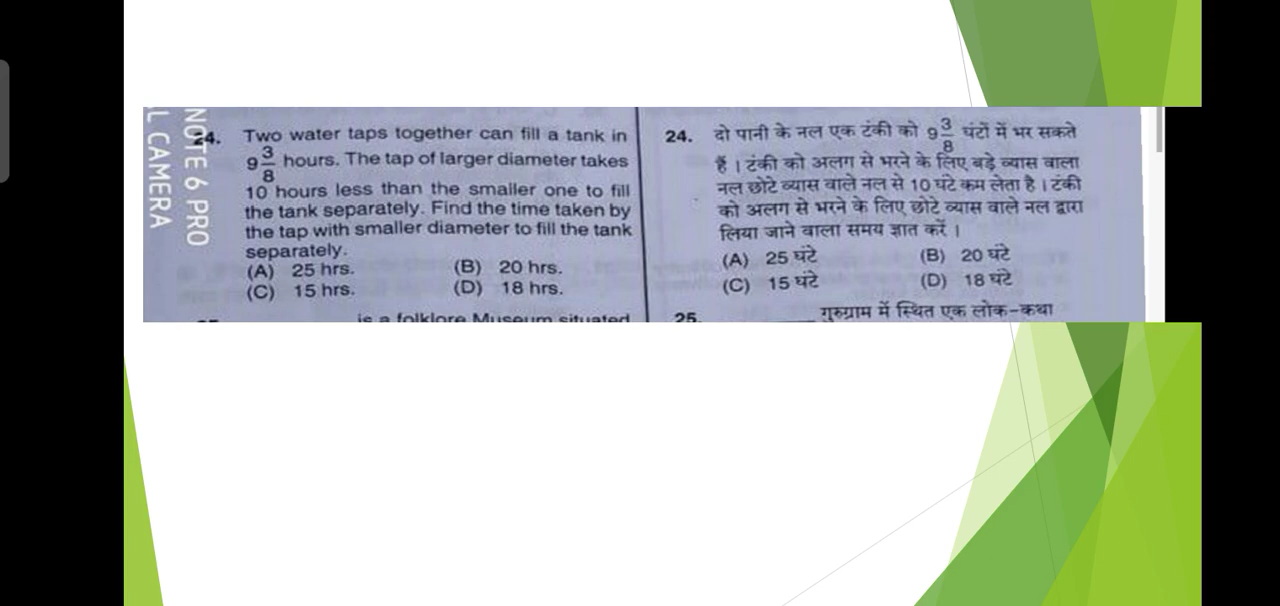 NOTE 6 PRO
L CAMERA
24. Two water taps together can fill a tank in
9 3/8 hours. The tap of larger diameter takes
10 hours less than the smaller one to fill
the tank separately. Find the time taken by
the tap with smaller diameter to fill the tank
separately.
(A) 25 hrs. (B) 20 hrs.
(C) 15 hrs. (D) 18 hrs.
is a folklore Museum situated
24. दो पानी के नल एक टंकी को 9 3/8 घंटों में भर सकते
हैं । टंकी को अलग से भरने के लिए बड़े व्यास वाला
नल छोटे व्यास वाले नल से 10 घंटे कम लेता है । टंकी
को अलग से भरने के लिए छोटे व्यास वाले नल द्वारा
लिया जाने वाला समय ज्ञात करें ।
(A) 25 घंटे (B) 20 घंटे
(C) 15 घंटे (D) 18 घंटे
25. ______ गुरुग्राम में स्थित एक लोक-कथा